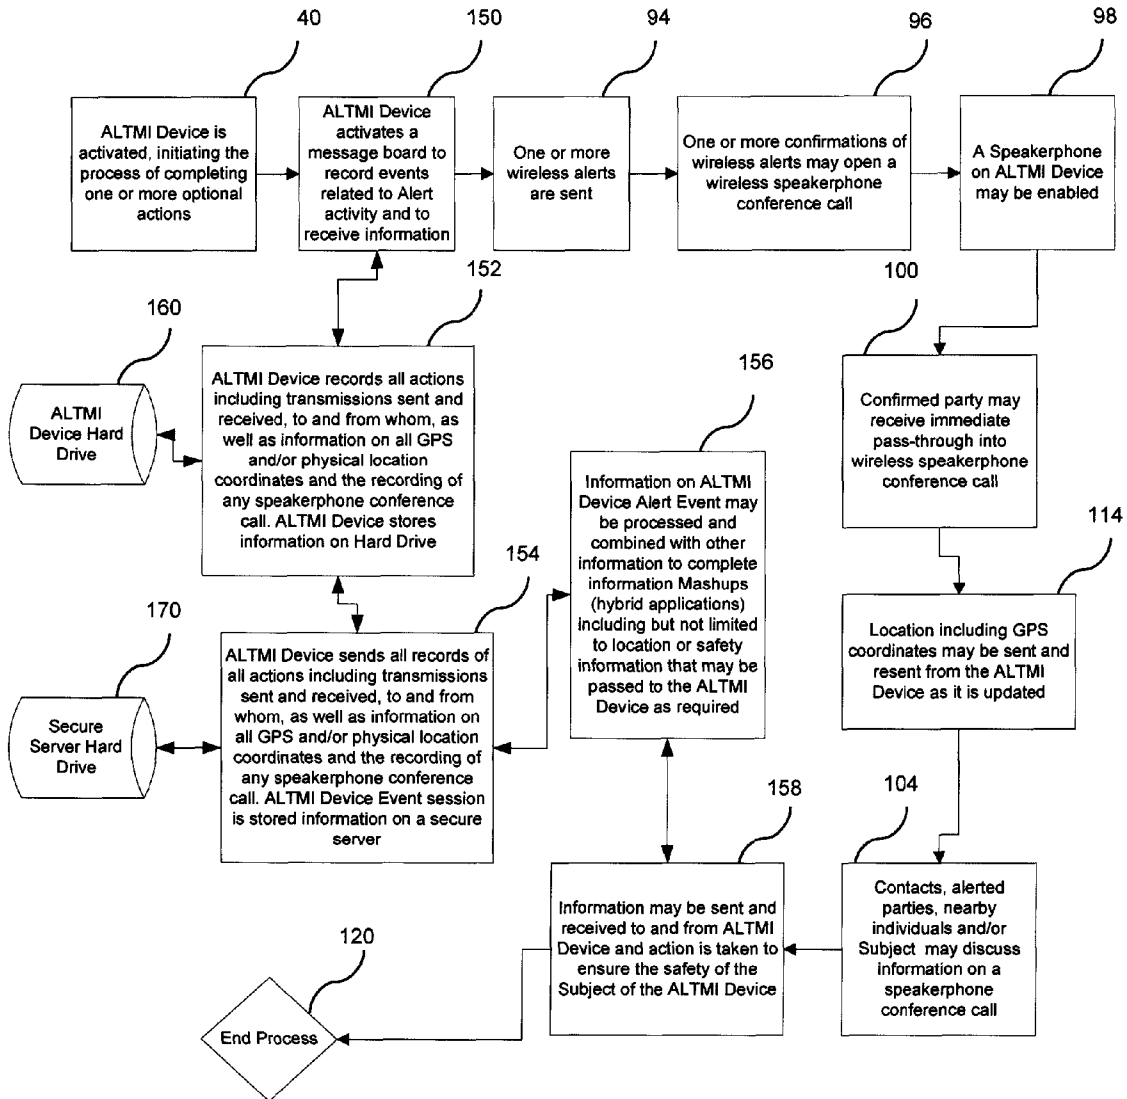 40
150
94
96
98
ALTMI Device is
activated, initiating the
process of completing
one or more optional
actions
ALTMI Device
activates a
message board to
record events
related to Alert
activity and to
receive information
One or more
wireless alerts
are sent
One or more confirmations of
wireless alerts may open a
wireless speakerphone
conference call
A Speakerphone
on ALTMI Device
may be enabled
152
100
160
156
ALTMI
Device Hard
Drive
ALTMI Device records all actions
including transmissions sent and
received, to and from whom, as
well as information on all GPS
and/or physical location
coordinates and the recording of
any speakerphone conference
call. ALTMI Device stores
information on Hard Drive
Confirmed party may
receive immediate
pass-through into
wireless speakerphone
conference call
Information on ALTMI
Device Alert Event may
be processed and
combined with other
information to complete
information Mashups
(hybrid applications)
including but not limited
to location or safety
information that may be
passed to the ALTMI
Device as required
114
154
170
Location including GPS
coordinates may be sent and
resent from the ALTMI
Device as it is updated
Secure
Server Hard
Drive
ALTMI Device sends all records of
all actions including transmissions
sent and received, to and from
whom, as well as information on
all GPS and/or physical location
coordinates and the recording of
any speakerphone conference
call. ALTMI Device Event session
is stored information on a secure
server
158
104
Information may be sent and
received to and from ALTMI
Device and action is taken to
ensure the safety of the
Subject of the ALTMI Device
Contacts, alerted
parties, nearby
individuals and/or
Subject may discuss
information on a
speakerphone
conference call
120
End Process